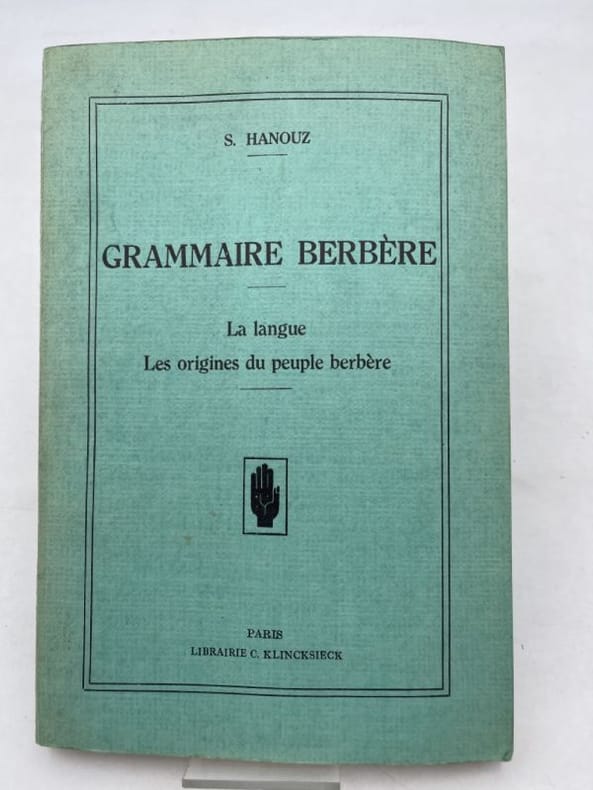 S. HANOUZ
GRAMMAIRE BERBÈRE
La langue
Les origines du peuple berbère
PARIS
LIBRAIRIE C. KLINCKSIECK